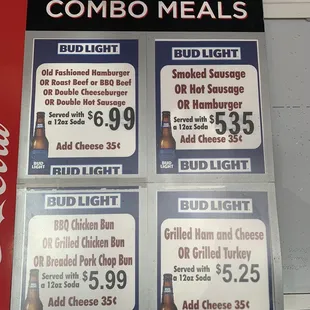 COMBO MEALS
BUD LIGHT
Old Fashioned Hamburger
OR Roast Beef or BBQ Beef
OR Double Cheeseburger
OR Double Hot Sausage
Served with
a 12oz Soda
$6.99
Add Cheese 35¢
BUD LIGHT
BUD LIGHT
Smoked Sausage
OR Hot Sausage
OR Hamburger
Served with
a 12oz Soda
$535
Add Cheese 35¢
BUD LIGHT
BUD LIGHT
BBQ Chicken Bun
OR Grilled Chicken Bun
OR Breaded Pork Chop Bun
Served with
a 12oz Soda
$5.99
Add Cheese 35¢
BUD LIGHT
Grilled Ham and Cheese
OR Grilled Turkey
Served with
a 12oz Soda
$5.25
Add Cheese 35¢